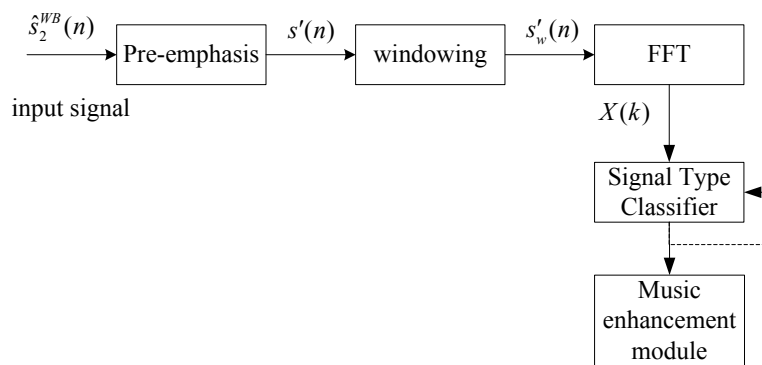 ŝ₂^{WB}(n)
Pre-emphasis
s′(n)
windowing
s′_w(n)
FFT
input signal
X(k)
Signal Type
Classifier
Music
enhancement
module